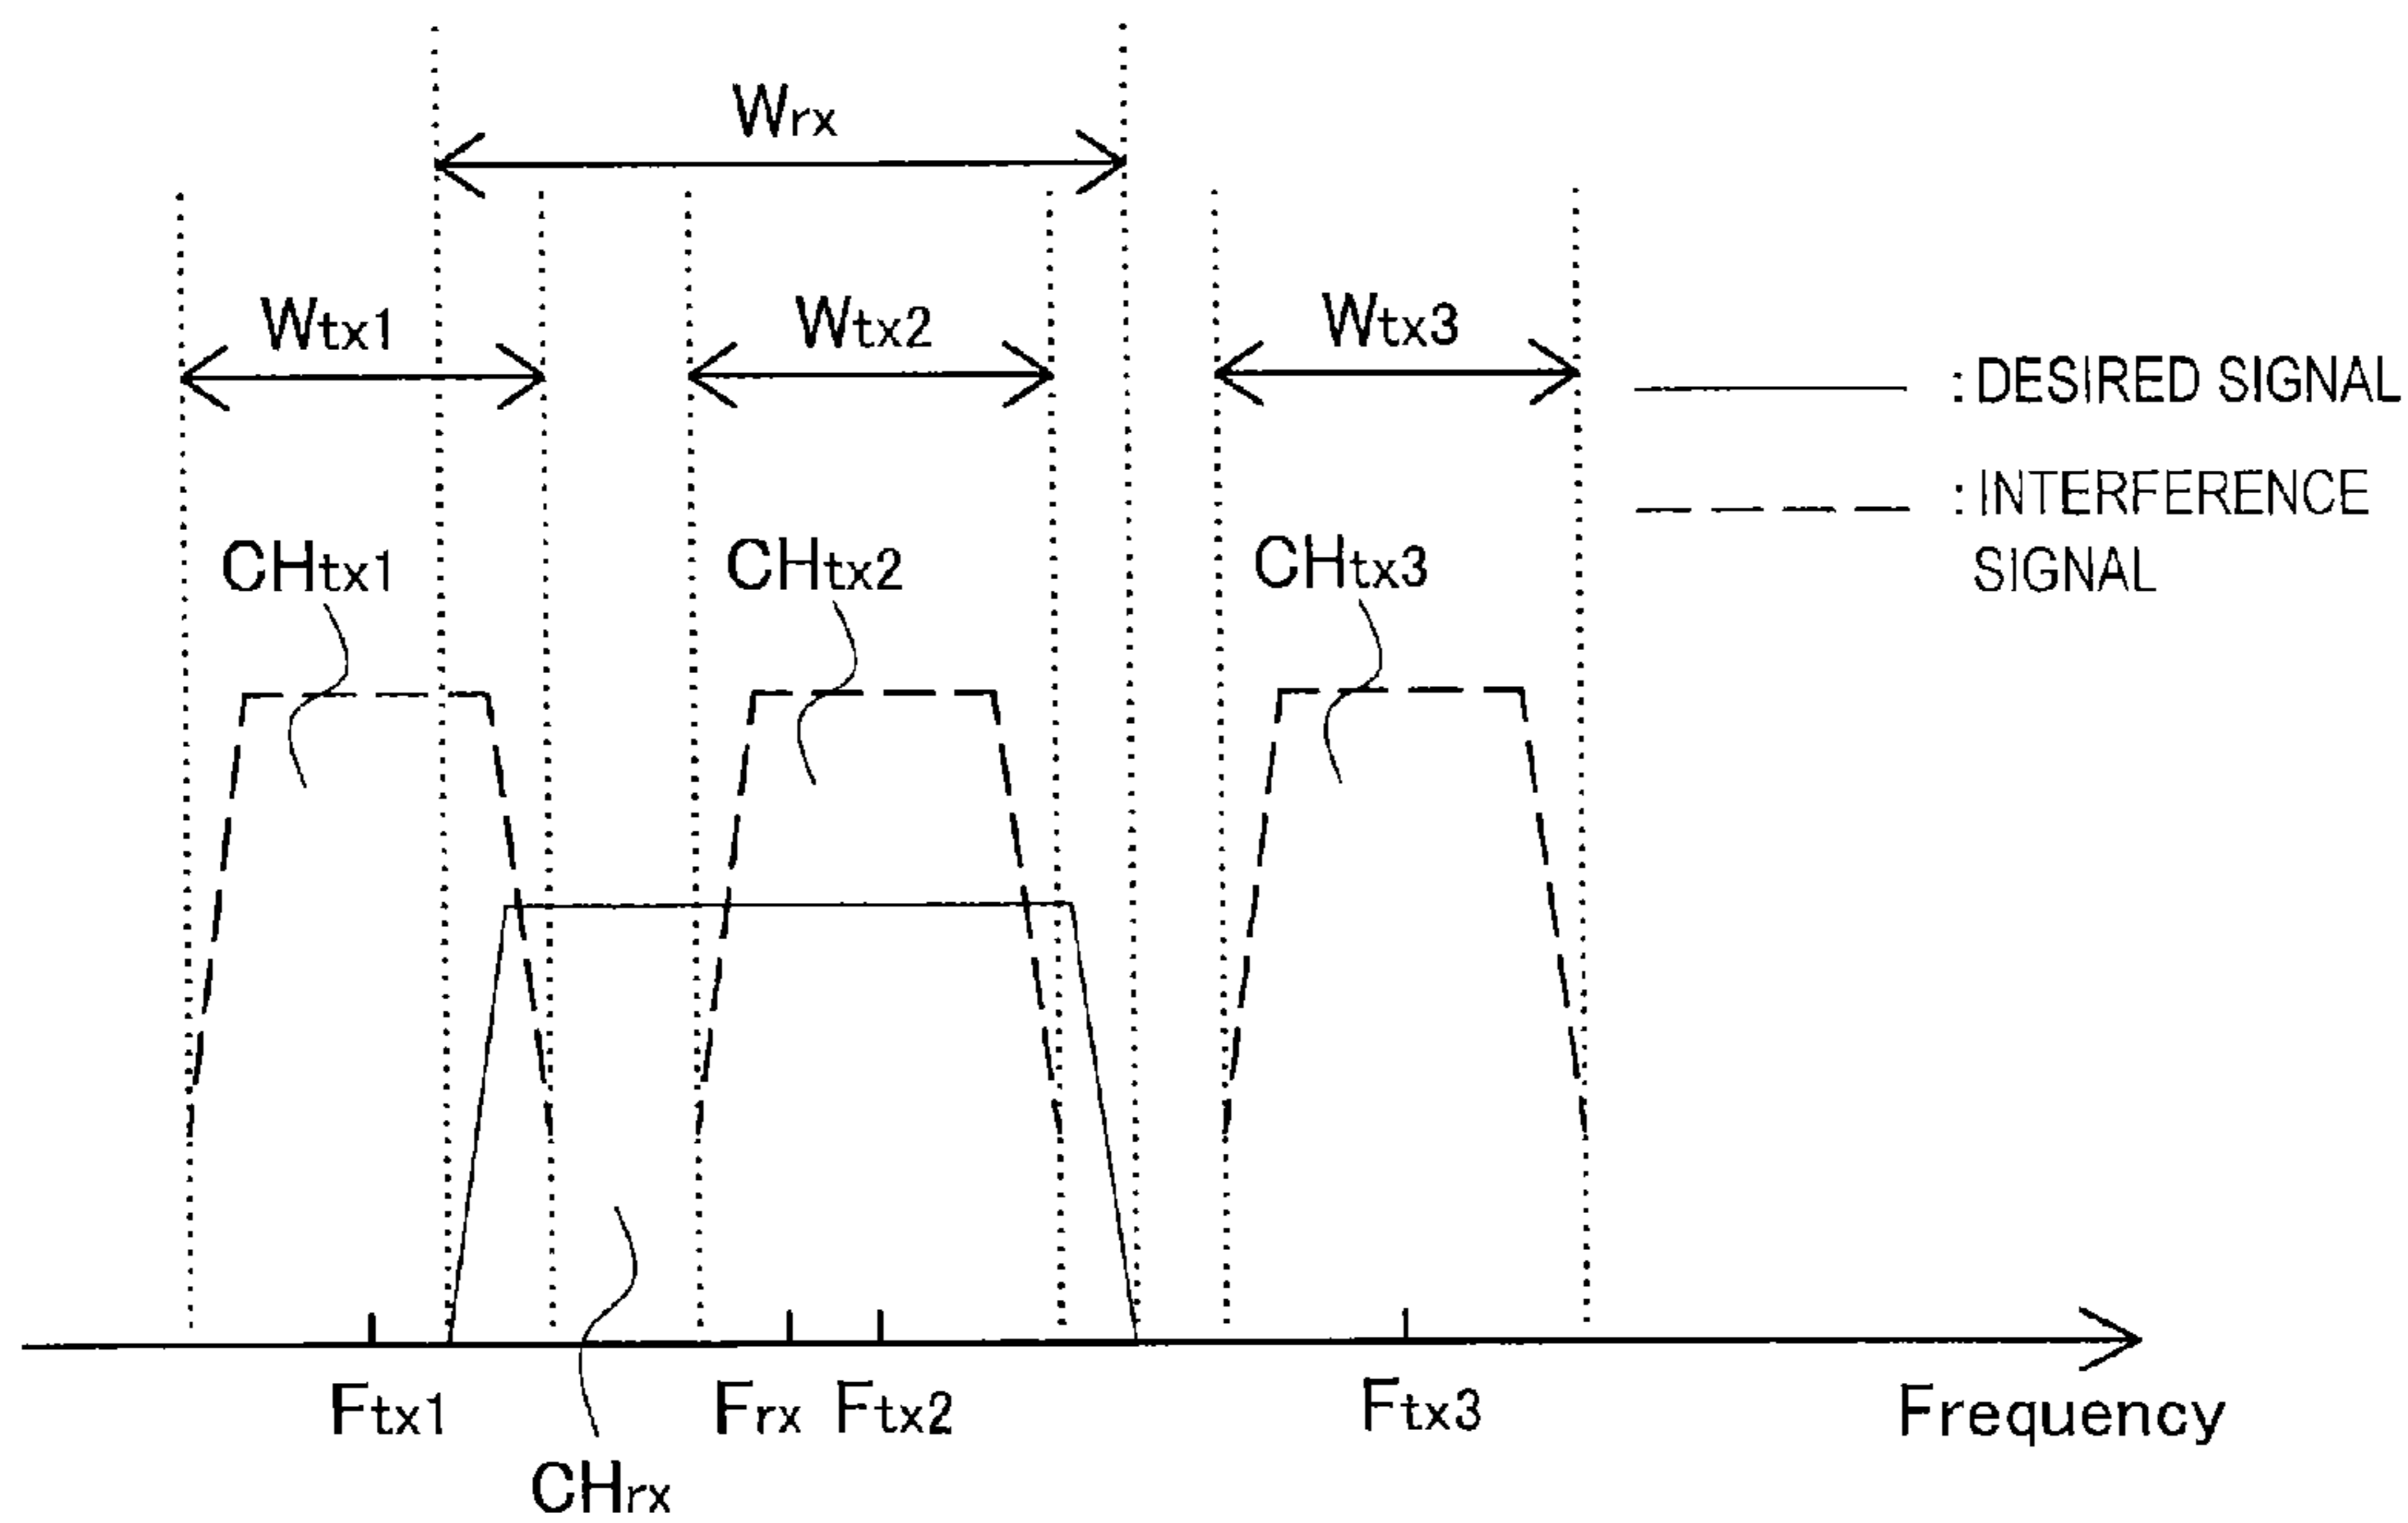 Wrx
Wtx1
Wtx2
Wtx3
: DESIRED SIGNAL
: INTERFERENCE
SIGNAL
CHtx1
CHtx2
CHtx3
Ftx1
Frx
Ftx2
Ftx3
Frequency
CHrx